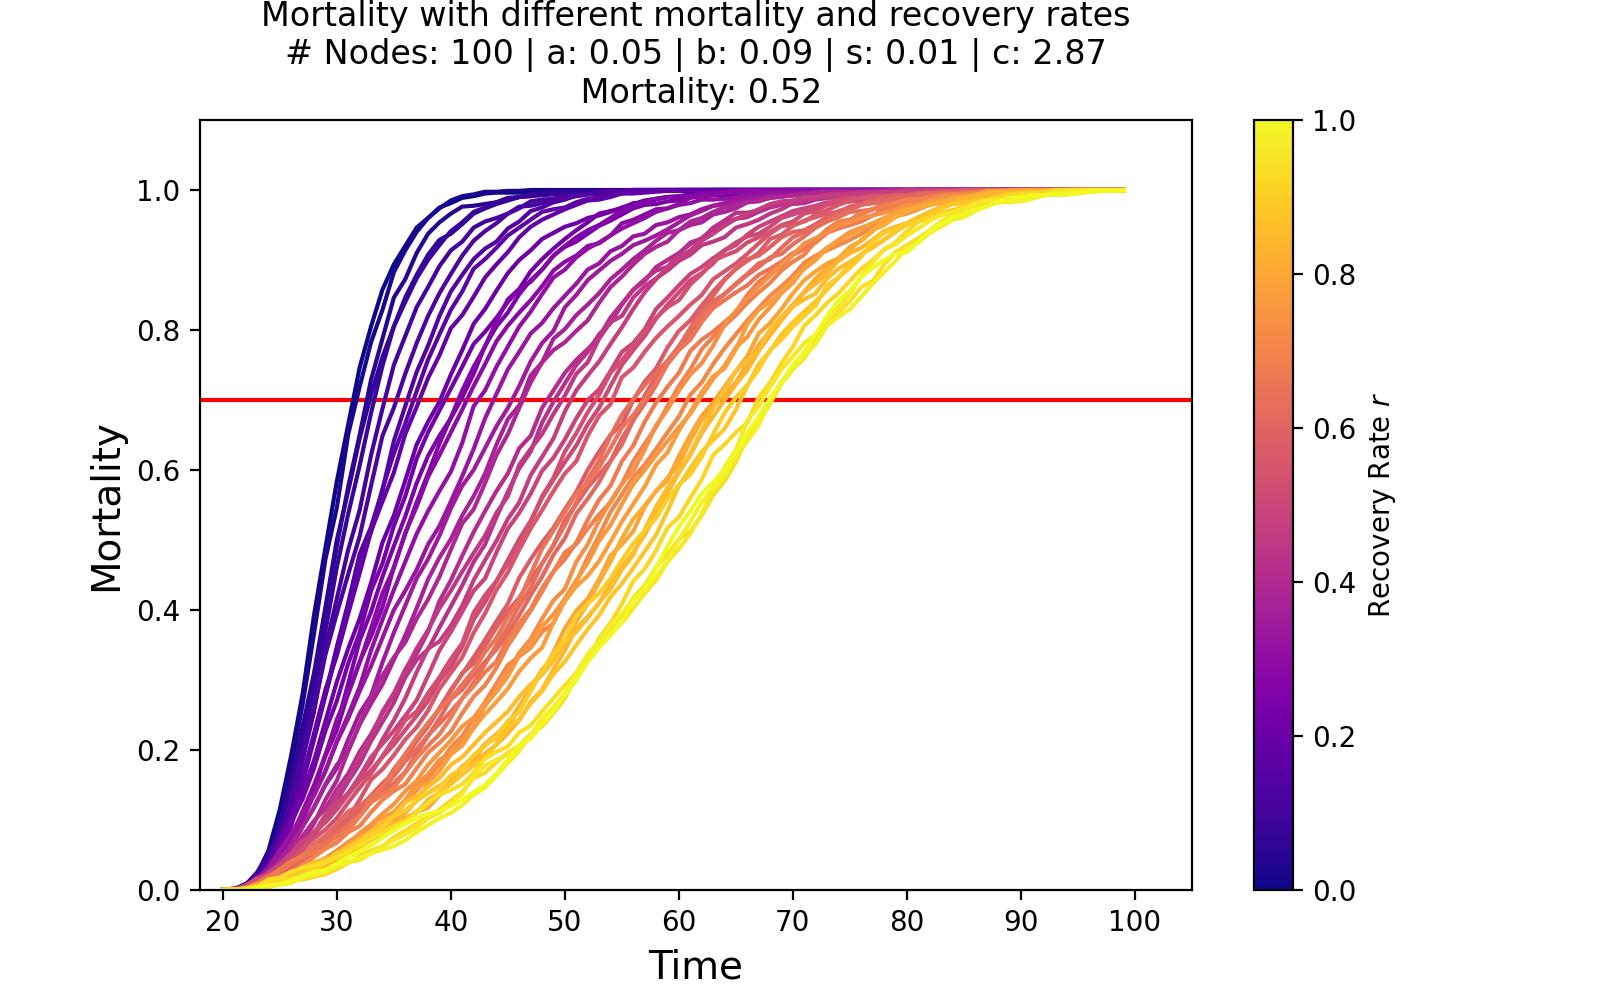 Mortality with different mortality and recovery rates
# Nodes: 100 | a: 0.05 | b: 0.09 | s: 0.01 | c: 2.87
Mortality: 0.52
Mortality
1.0
0.8
0.6
0.4
0.2
0.0
20 30 40 50 60 70 80 90 100
Time
1.0
0.8
0.6
0.4
0.2
0.0
Recovery Rate r